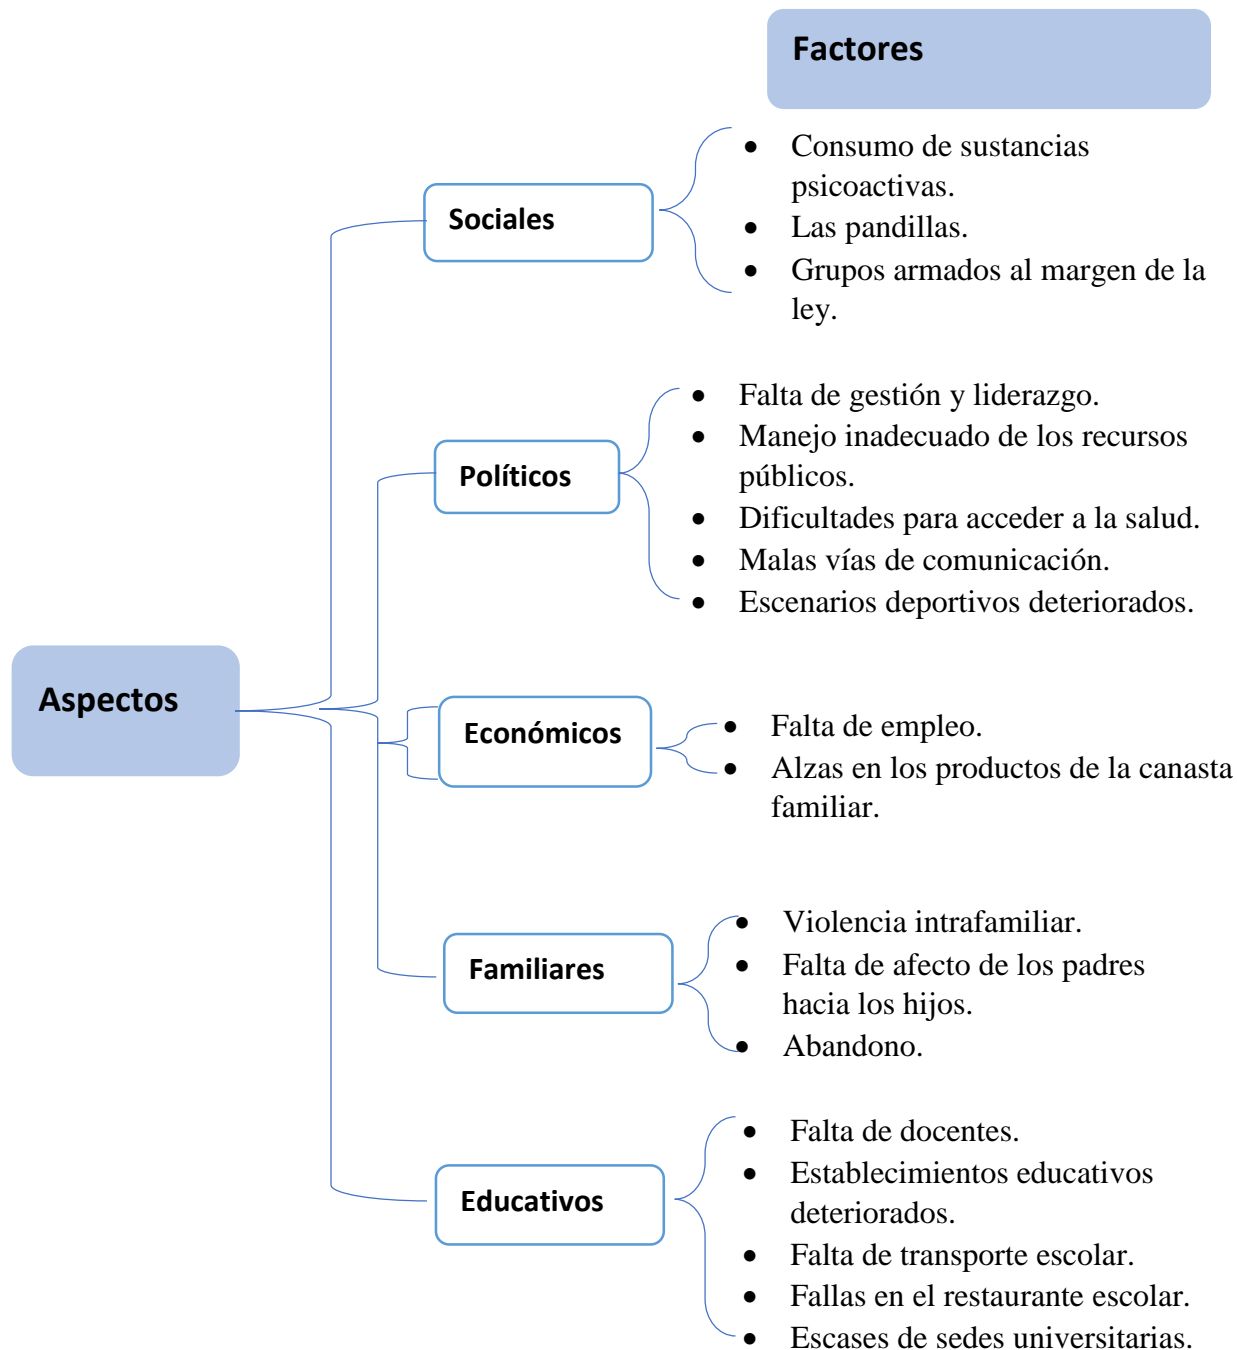 Factores
Sociales
• Consumo de sustancias
psicoactivas.
• Las pandillas.
• Grupos armados al margen de la
ley.
Políticos
• Falta de gestión y liderazgo.
• Manejo inadecuado de los recursos
públicos.
• Dificultades para acceder a la salud.
• Malas vías de comunicación.
• Escenarios deportivos deteriorados.
Aspectos
Económicos
• Falta de empleo.
• Alzas en los productos de la canasta
familiar.
Familiares
• Violencia intrafamiliar.
• Falta de afecto de los padres
hacia los hijos.
• Abandono.
Educativos
• Falta de docentes.
• Establecimientos educativos
deteriorados.
• Falta de transporte escolar.
• Fallas en el restaurante escolar.
• Escases de sedes universitarias.